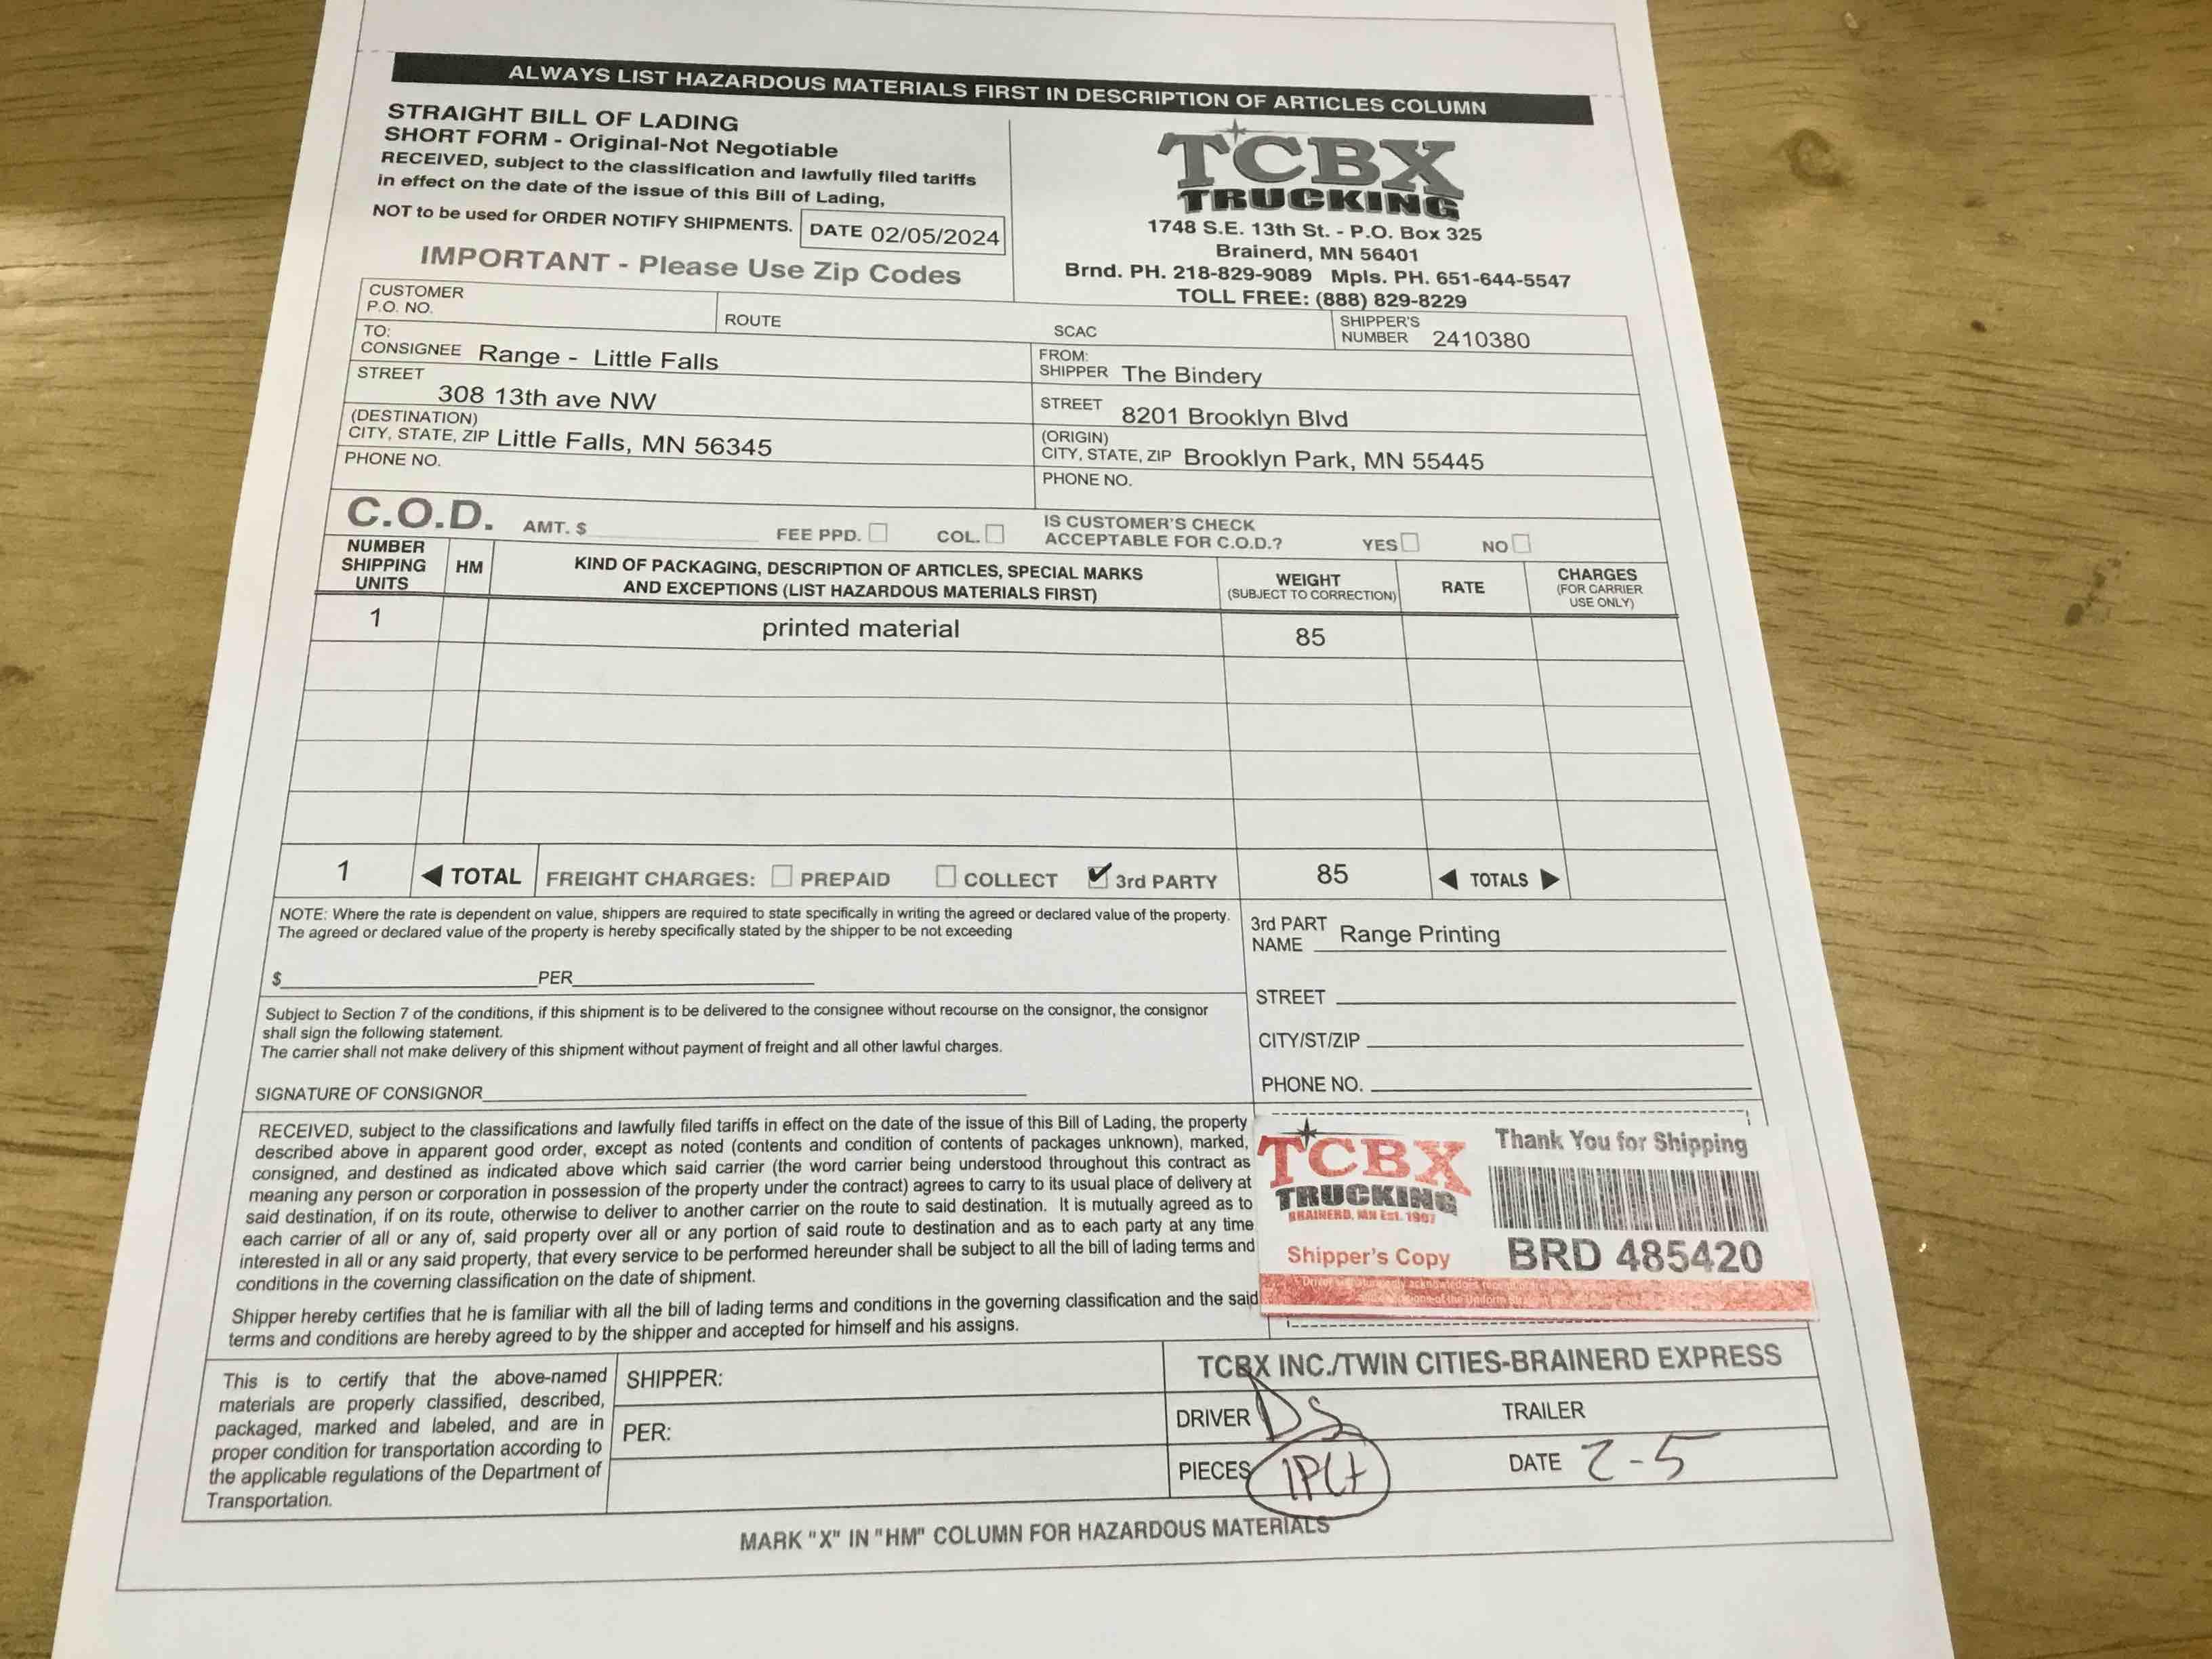 ALWAYS LIST HAZARDOUS MATERIALS FIRST IN DESCRIPTION OF ARTICLES COLUMN
STRAIGHT BILL OF LADING
SHORT FORM - Original-Not Negotiable
RECEIVED, subject to the classification and lawfully filed tariffs
in effect on the date of the issue of this Bill of Lading,
NOT to be used for ORDER NOTIFY SHIPMENTS.
DATE 02/05/2024
IMPORTANT - Please Use Zip Codes
TCBX
TRUCKING
1748 S.E. 13th St. - P.O. Box 325
Brainerd, MN 56401
Brnd. PH. 218-829-9089 Mpls. PH. 651-644-5547
TOLL FREE: (888) 829-8229
CUSTOMER
P.O. NO.
ROUTE
SCAC
SHIPPER'S
NUMBER 2410380
TO:
CONSIGNEE Range - Little Falls
STREET
308 13th ave NW
(DESTINATION)
CITY, STATE, ZIP Little Falls, MN 56345
PHONE NO.
FROM:
SHIPPER The Bindery
STREET
8201 Brooklyn Blvd
(ORIGIN)
CITY, STATE, ZIP Brooklyn Park, MN 55445
PHONE NO.
C.O.D. AMT. $ FEE PPD. COL.
IS CUSTOMER'S CHECK
ACCEPTABLE FOR C.O.D.? YES NO
NUMBER
SHIPPING
UNITS
HM
KIND OF PACKAGING, DESCRIPTION OF ARTICLES, SPECIAL MARKS
AND EXCEPTIONS (LIST HAZARDOUS MATERIALS FIRST)
WEIGHT
(SUBJECT TO CORRECTION)
RATE
CHARGES
(FOR CARRIER
USE ONLY)
1 printed material 85
1 ◄ TOTAL FREIGHT CHARGES: ☐ PREPAID ☐ COLLECT ☑ 3rd PARTY 85 ◄ TOTALS ►
NOTE: Where the rate is dependent on value, shippers are required to state specifically in writing the agreed or declared value of the property.
The agreed or declared value of the property is hereby specifically stated by the shipper to be not exceeding
$ PER
3rd PART
NAME Range Printing
STREET
CITY/ST/ZIP
PHONE NO.
Subject to Section 7 of the conditions, if this shipment is to be delivered to the consignee without recourse on the consignor, the consignor
shall sign the following statement.
The carrier shall not make delivery of this shipment without payment of freight and all other lawful charges.
SIGNATURE OF CONSIGNOR
RECEIVED, subject to the classifications and lawfully filed tariffs in effect on the date of the issue of this Bill of Lading, the property
described above in apparent good order, except as noted (contents and condition of contents of packages unknown), marked,
consigned, and destined as indicated above which said carrier (the word carrier being understood throughout this contract as
meaning any person or corporation in possession of the property under the contract) agrees to carry to its usual place of delivery at
said destination, if on its route, otherwise to deliver to another carrier on the route to said destination. It is mutually agreed as to
each carrier of all or any of, said property over all or any portion of said route to destination and as to each party at any time
interested in all or any said property, that every service to be performed hereunder shall be subject to all the bill of lading terms and
conditions in the coverning classification on the date of shipment.
Shipper hereby certifies that he is familiar with all the bill of lading terms and conditions in the governing classification and the said
terms and conditions are hereby agreed to by the shipper and accepted for himself and his assigns.
TCBX
TRUCKING
BRAINERD, MN Est. 1987
Shipper's Copy
Thank You for Shipping
BRD 485420
This is to certify that the above-named
materials are properly classified, described,
packaged, marked and labeled, and are in
proper condition for transportation according to
the applicable regulations of the Department of
Transportation.
SHIPPER:
PER:
TCBX INC./TWIN CITIES-BRAINERD EXPRESS
DRIVER DS TRAILER
PIECES 1PLT DATE 2-5
MARK "X" IN "HM" COLUMN FOR HAZARDOUS MATERIALS